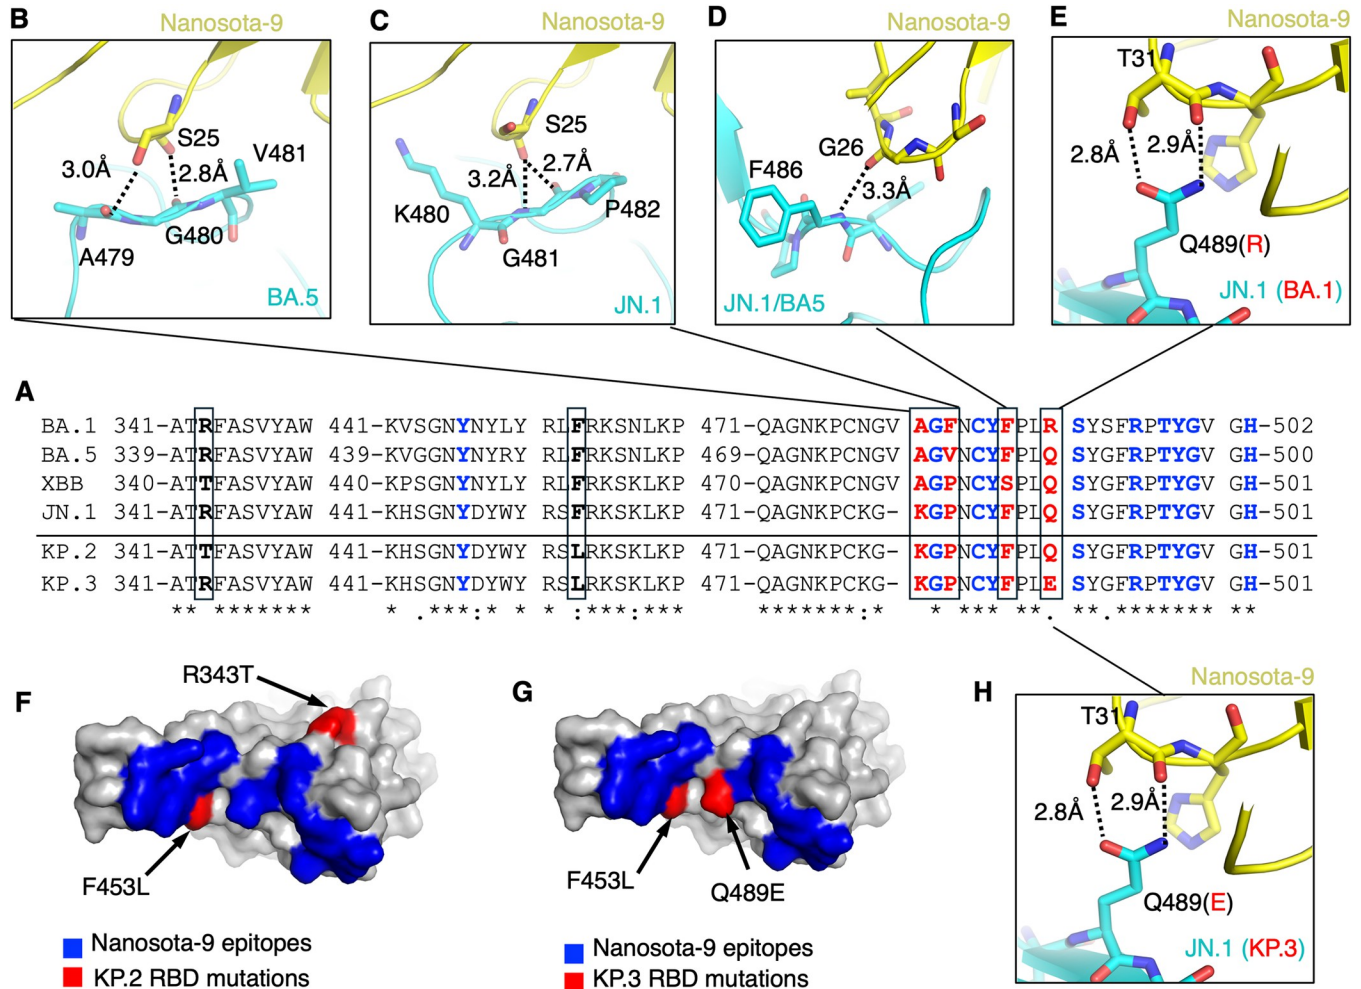 B
Nanosota-9
S25
3.0Å
2.8Å
V481
A479
G480
BA.5
C
Nanosota-9
S25
3.2Å
2.7Å
K480
P482
G481
JN.1
D
Nanosota-9
G26
F486
3.3Å
JN.1/BA5
E
Nanosota-9
T31
2.8Å
2.9Å
Q489(R)
JN.1 (BA.1)
A
BA.1 341-ATRFASVYAW 441-KVSGNYNYLY RLFRKSNLKP 471-QAGNKPCNGV AGFNCYFPLR SYSFRPTYGV GH-502
BA.5 339-ATRFASVYAW 439-KVGGNYNYRY RLFRKSNLKP 469-QAGNKPCNGV AGVNCYFPLQ SYGFRPTYGV GH-500
XBB 340-ATTFASVYAW 440-KPSGNYNYLY RLFRKSKLKP 470-QAGNKPCNGV AGPNCYSPLQ SYGFRPTYGV GH-501
JN.1 341-ATRFASVYAW 441-KHSGNYDYWY RSFRKSKLKP 471-QAGNKPCKG- KGPNCYFPLQ SYGFRPTYGV GH-501
KP.2 341-ATTFASVYAW 441-KHSGNYDYWY RSLRKSKLKP 471-QAGNKPCKG- KGPNCYFPLQ SYGFRPTYGV GH-501
KP.3 341-ATRFASVYAW 441-KHSGNYDYWY RSLRKSKLKP 471-QAGNKPCKG- KGPNCYFPLE SYGFRPTYGV GH-501
** ******* * .***:* * * :**:*** *******:* * *** ** . **.******* **
F
R343T
F453L
Nanosota-9 epitopes
KP.2 RBD mutations
G
F453L
Q489E
Nanosota-9 epitopes
KP.3 RBD mutations
H
Nanosota-9
T31
2.8Å
2.9Å
Q489(E)
JN.1 (KP.3)